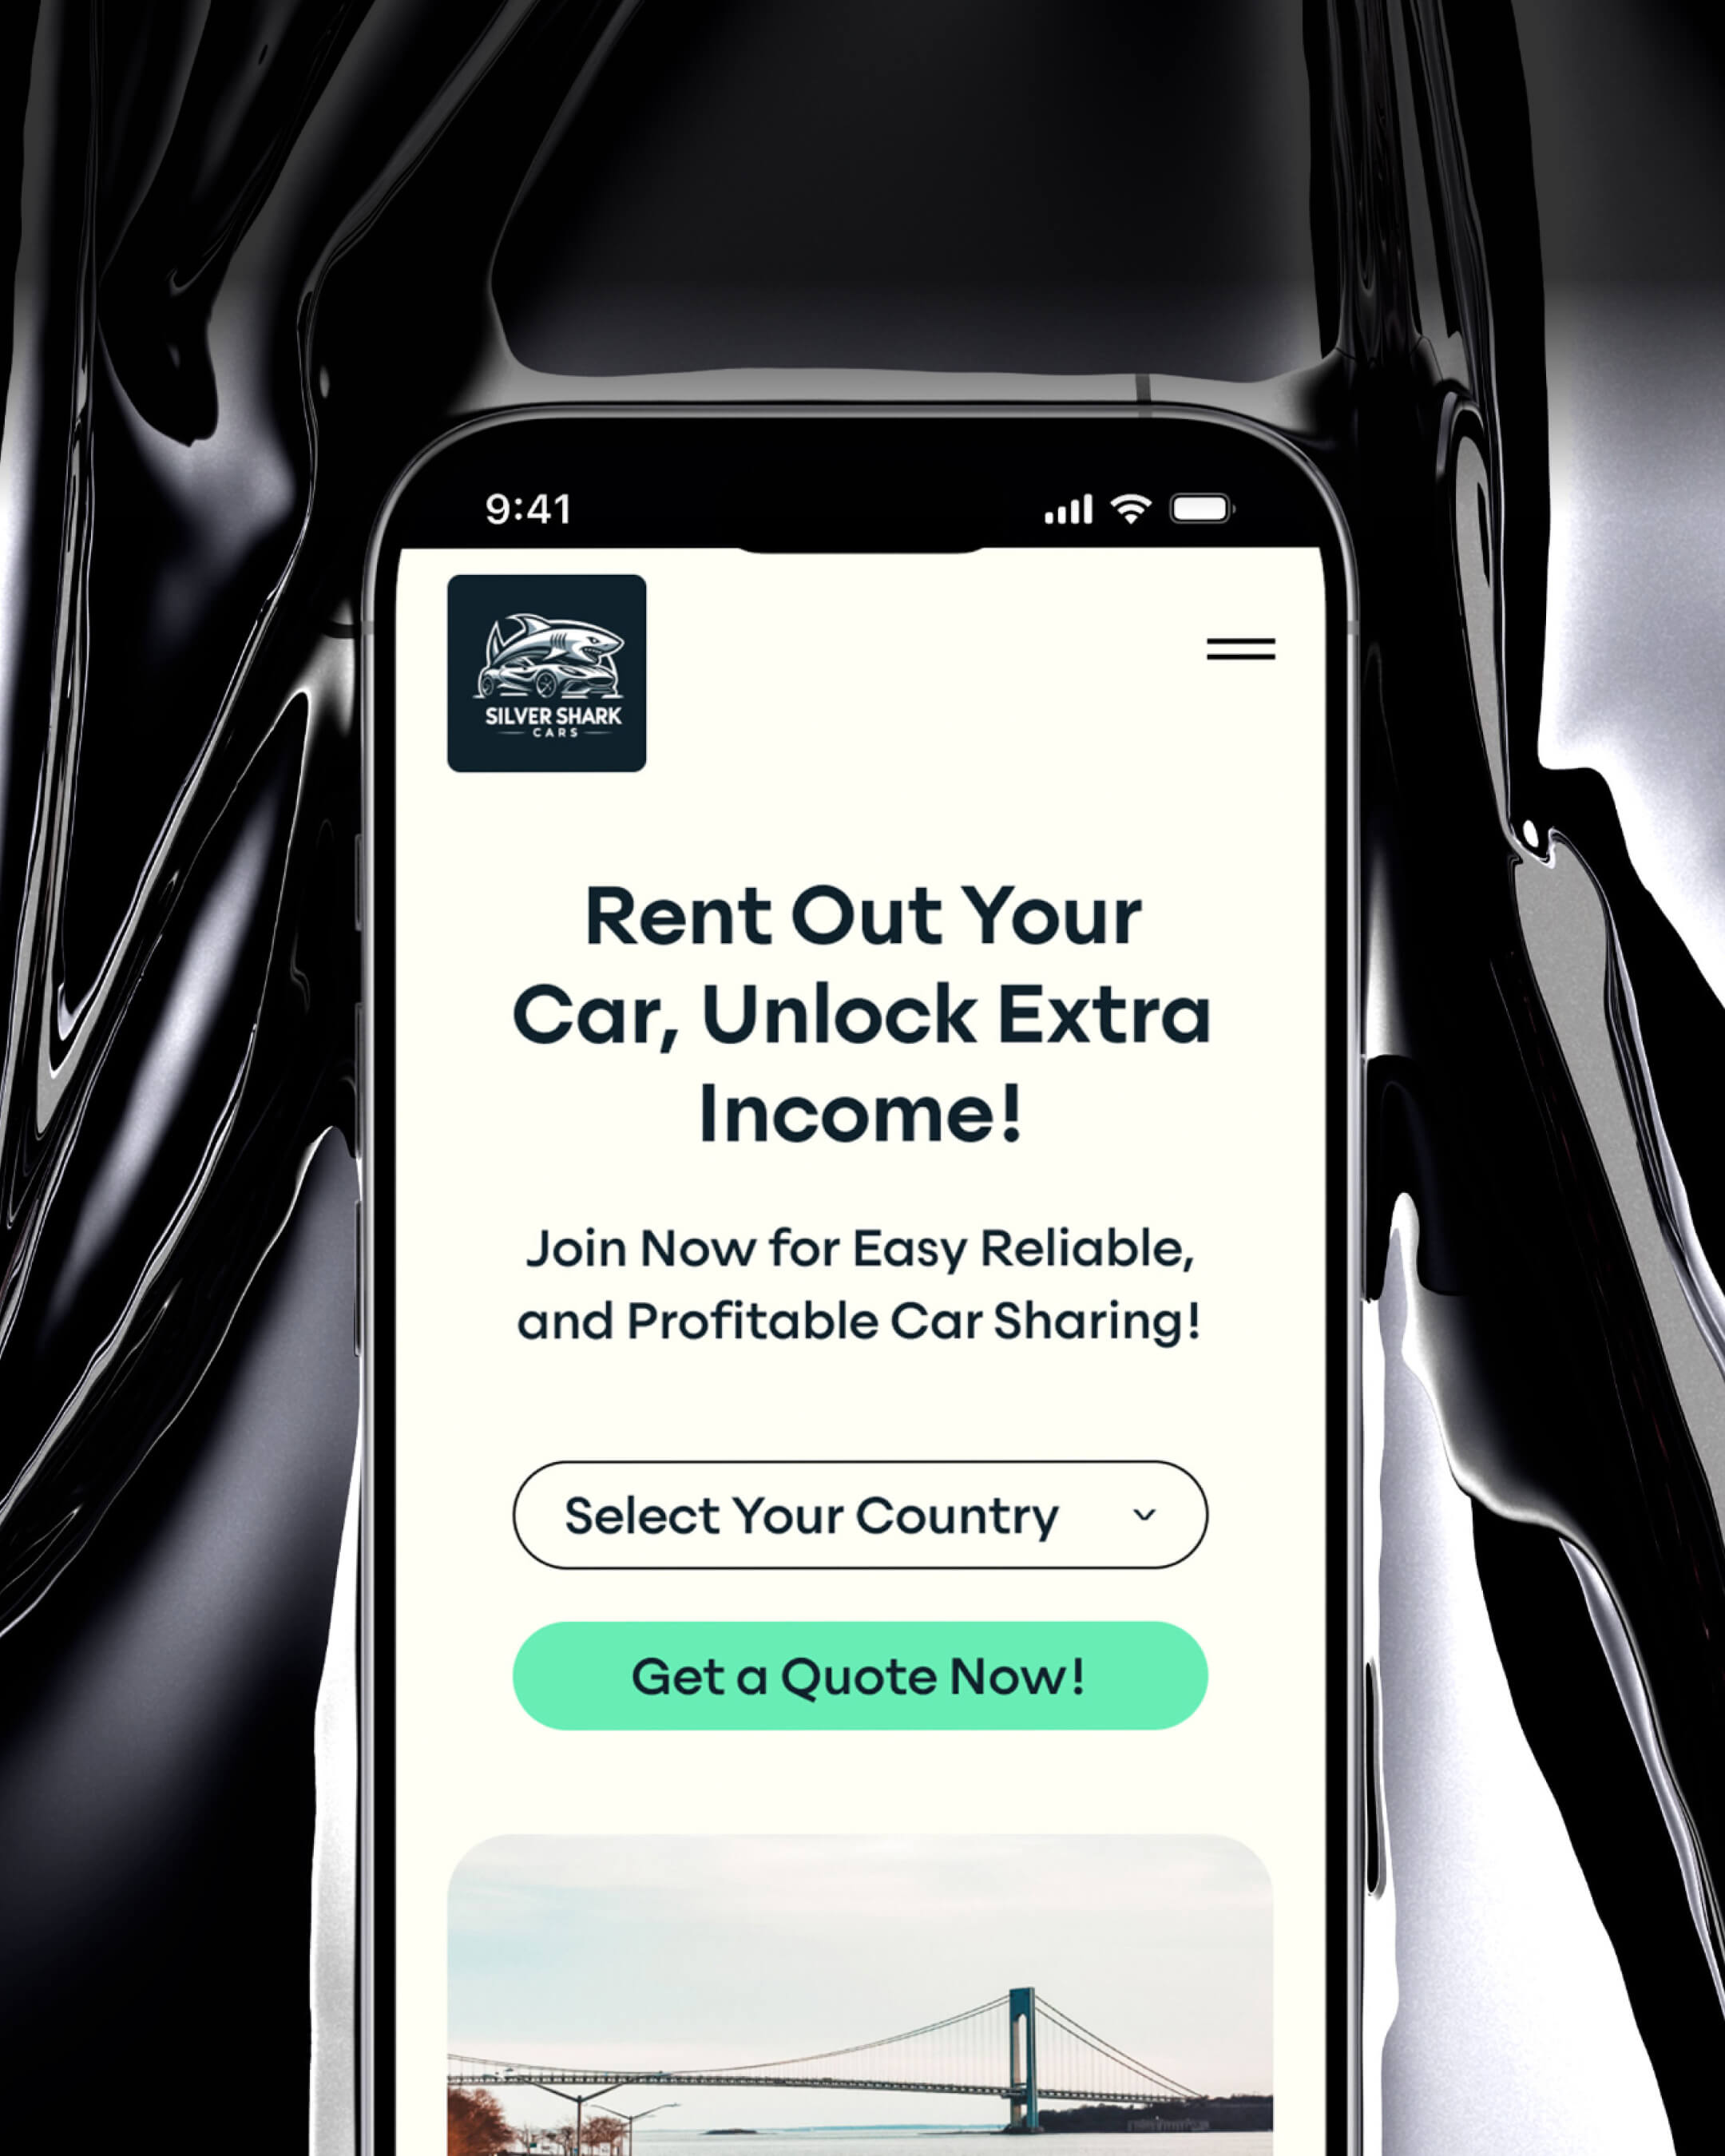 9:41
SILVER SHARK
CARS
Rent Out Your
Car, Unlock Extra
Income!
Join Now for Easy Reliable,
and Profitable Car Sharing!
Select Your Country
Get a Quote Now!